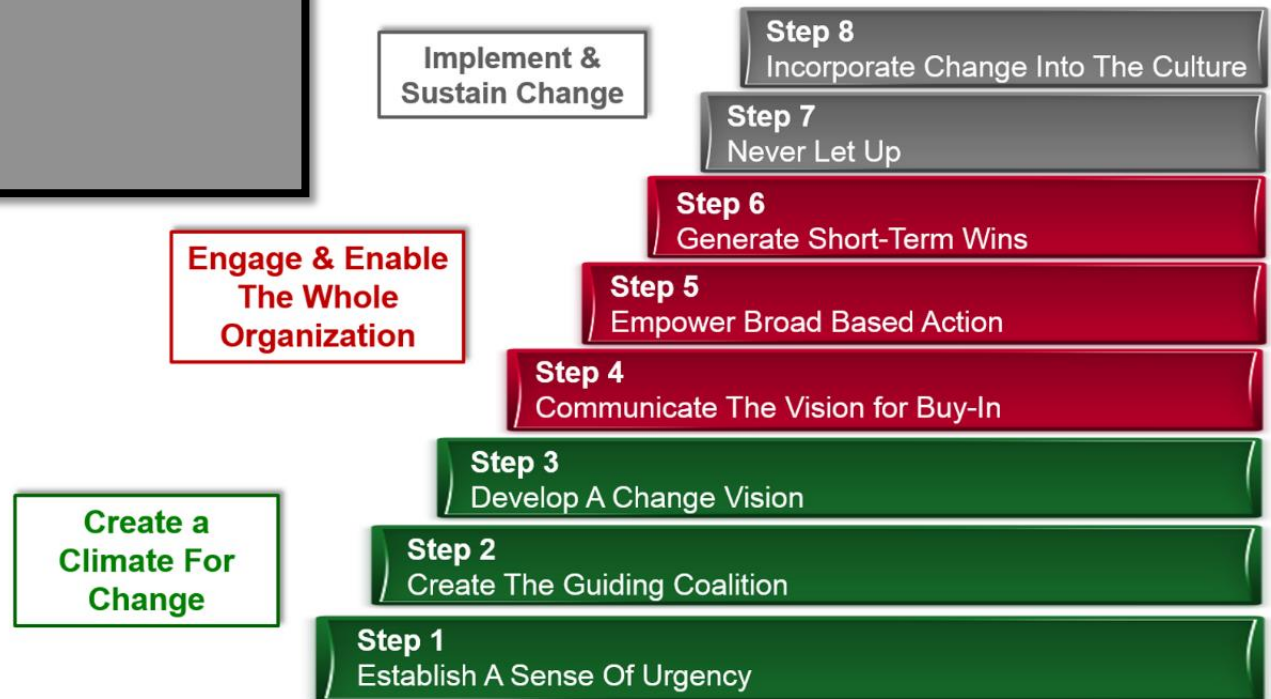 Implement &
Sustain Change
Step 8
Incorporate Change Into The Culture
Step 7
Never Let Up
Engage & Enable
The Whole
Organization
Step 6
Generate Short-Term Wins
Step 5
Empower Broad Based Action
Step 4
Communicate The Vision for Buy-In
Create a
Climate For
Change
Step 3
Develop A Change Vision
Step 2
Create The Guiding Coalition
Step 1
Establish A Sense Of Urgency